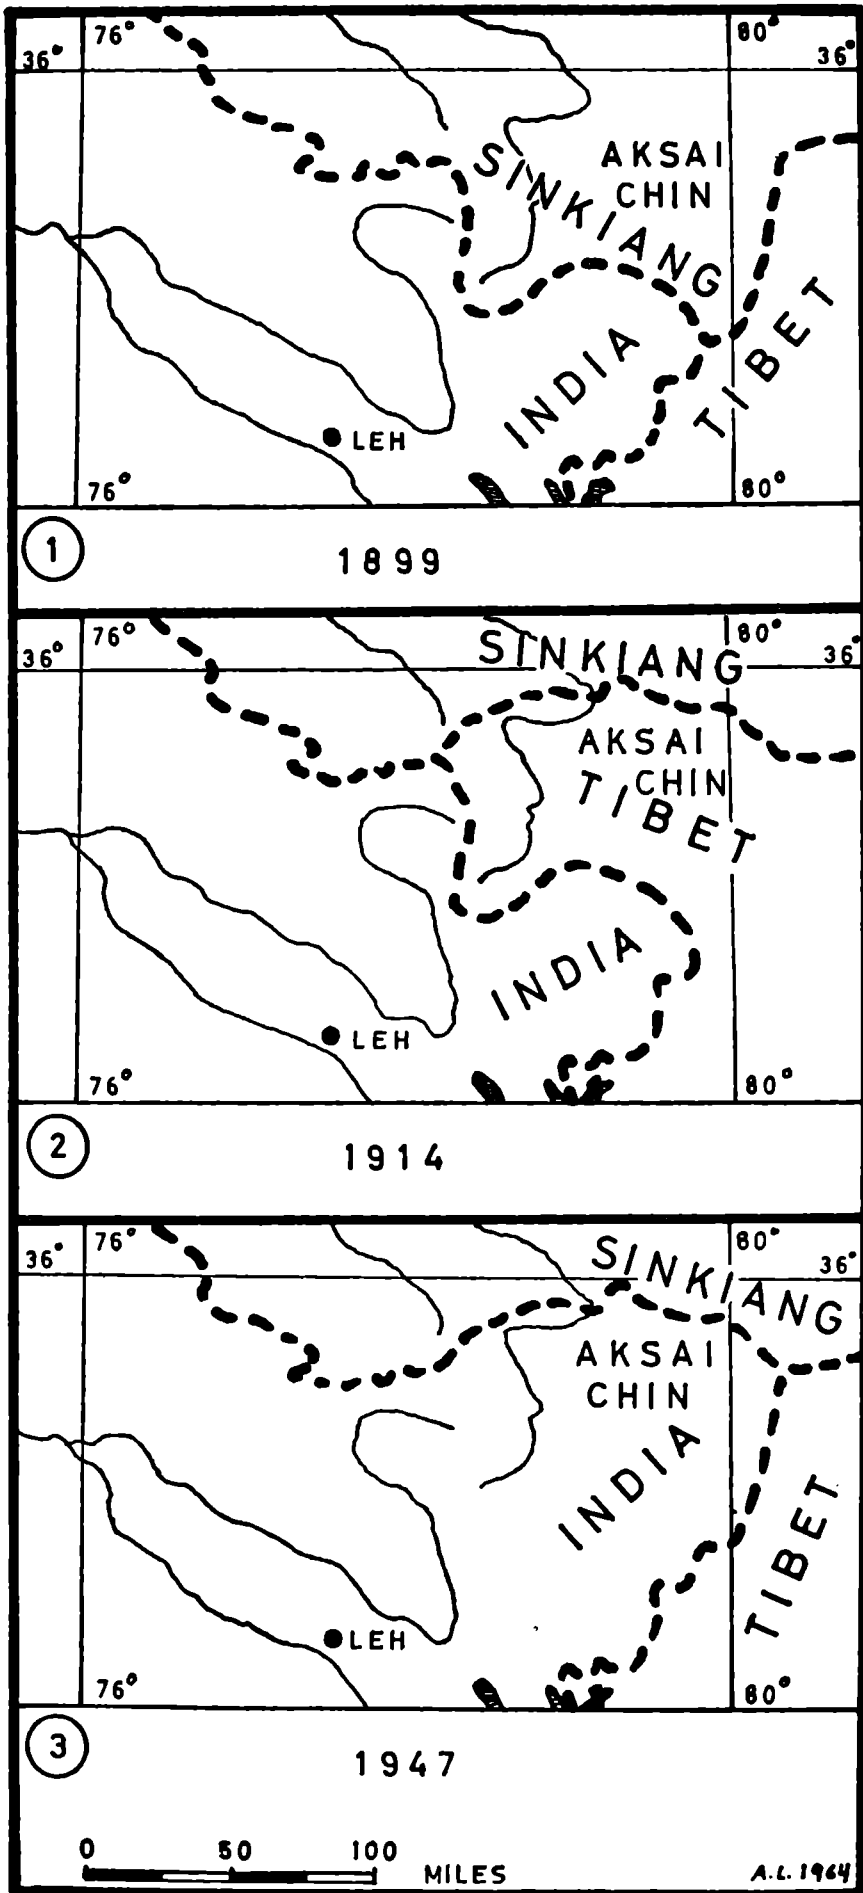 76°
80°
36°
36°
AKSAI
CHIN
SINKIANG
INDIA
TIBET
LEH
76°
80°
1
1899
76°
80°
SINKIANG
36°
36°
AKSAI
CHIN
TIBET
INDIA
LEH
76°
80°
2
1914
76°
80°
36°
36°
SINKIANG
AKSAI
CHIN
INDIA
TIBET
LEH
76°
80°
3
1947
0 50 100
MILES
A.L. 1964